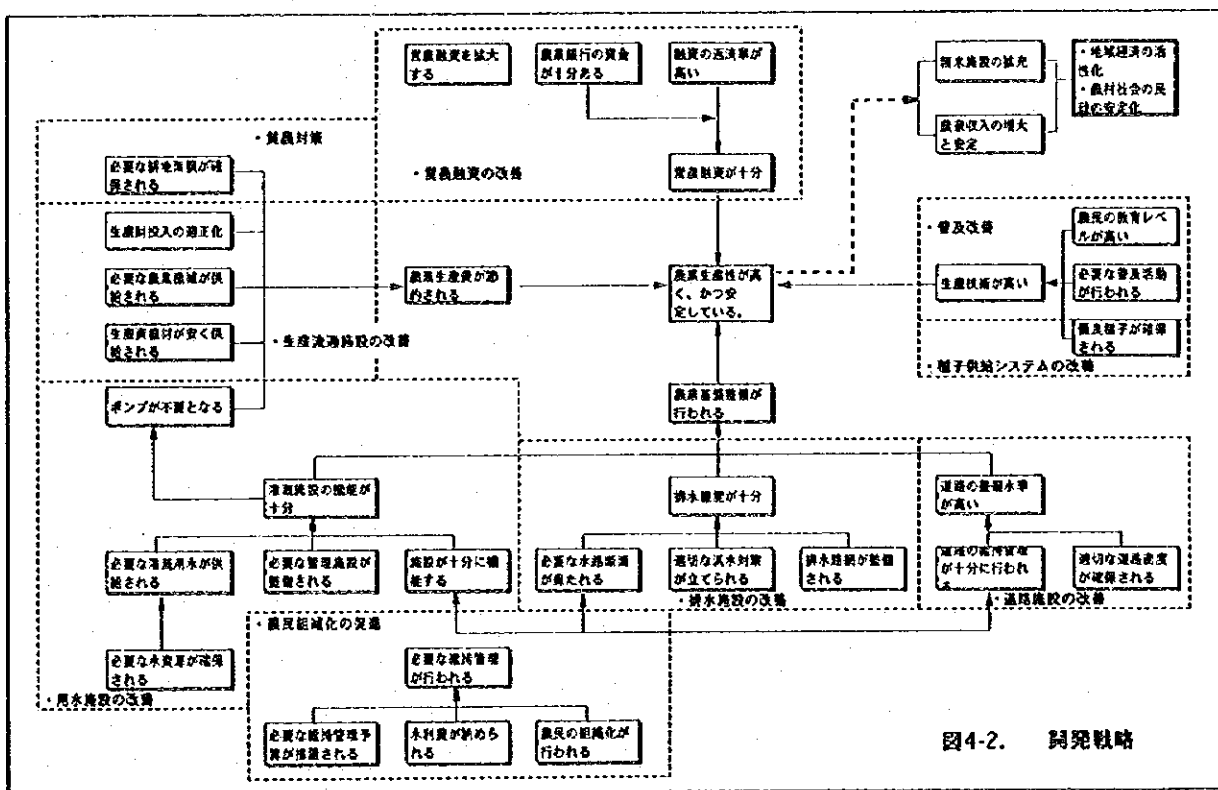 営農融資を拡大
する
農業銀行の資金
が十分ある
融資の返済率が
高い
・貧農対策
・営農融資の改善
営農融資が十分
用水施設の拡充
農家収入の増大
と安定
・地域経済の活
性化
・農村社会の民
の安定化
必要な耕地面積が確
保される
生産財投入の適正化
必要な農業機械が供
給される
生産資機材が安く供
給される
・生産流通施設の改善
ポンプが不要となる
農業生産費が節
約される
農業生産性が高
く、かつ安
定している。
・普及改善
生産技術が高い
農民の教育レベ
ルが高い
必要な普及活動
が行われる
優良種子が確保
される
・種子供給システムの改善
農業基盤整備が
行われる
灌漑施設の機能が
十分
排水機能が十分
道路の整備水準
が高い
必要な灌漑用水が供
給される
必要な管理施設が
整備される
施設が十分に機
能する
必要な水路断面
が保たれる
適切な洪水対策
が立てられる
排水路網が整備
される
道路の維持管理
が十分に行われ
る
適切な道路密度
が確保される
・排水施設の改善
・道路施設の改善
・農民組織化の促進
必要な水資源が確保
される
・用水施設の改善
必要な維持管理
が行われる
必要な維持管理予
算が措置される
水利費が納めら
れる
農民の組織化が
行われる
図4-2. 開発戦略